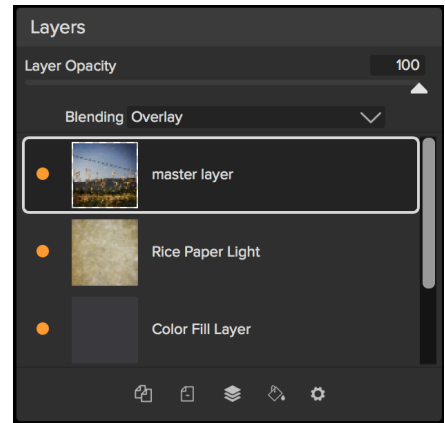 Layers
Layer Opacity 100
Blending Overlay
master layer
Rice Paper Light
Color Fill Layer